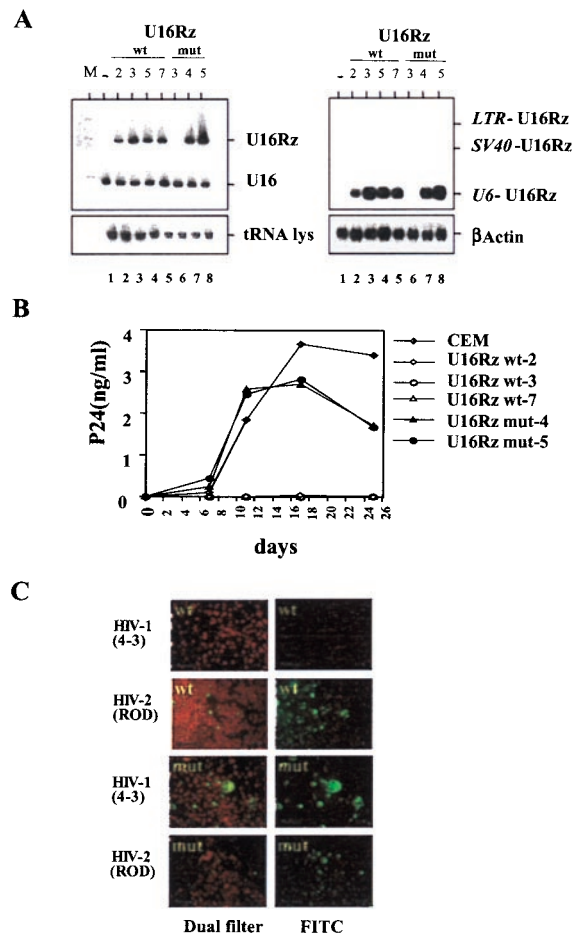 A
U16Rz
wt mut
M - 2 3 5 7 3 4 5
U16Rz
U16
tRNA lys
1 2 3 4 5 6 7 8
U16Rz
wt mut
- 2 3 5 7 3 4 5
LTR- U16Rz
SV40 -U16Rz
U6- U16Rz
βActin
1 2 3 4 5 6 7 8
B
P24(ng/ml)
4
3
2
1
0
0 2 4 6 8 10 12 14 16 18 20 22 24 26
days
CEM
U16Rz wt-2
U16Rz wt-3
U16Rz wt-7
U16Rz mut-4
U16Rz mut-5
C
HIV-1
(4-3)
wt wt
HIV-2
(ROD)
wt wt
HIV-1
(4-3)
mut mut
HIV-2
(ROD)
mut mut
Dual filter FITC